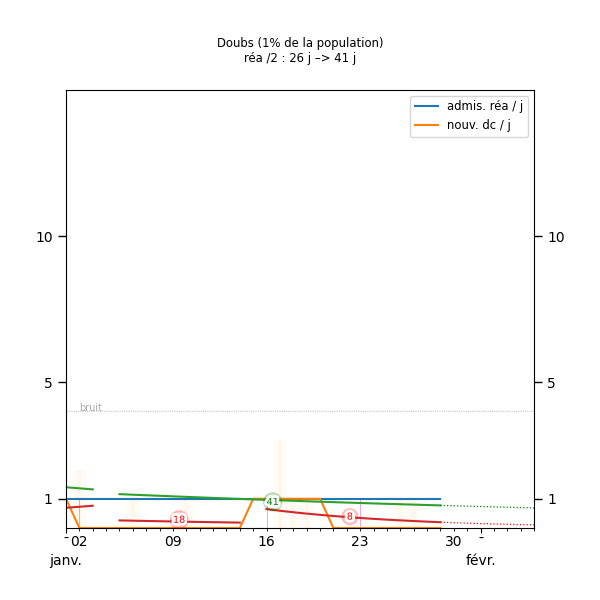 Doubs (1% de la population)
réa /2 : 26 j –> 41 j
admis. réa / j
nouv. dc / j
10 10
5 5
bruit
1 1
41
18
8
02 09 16 23 30 -
janv. févr.